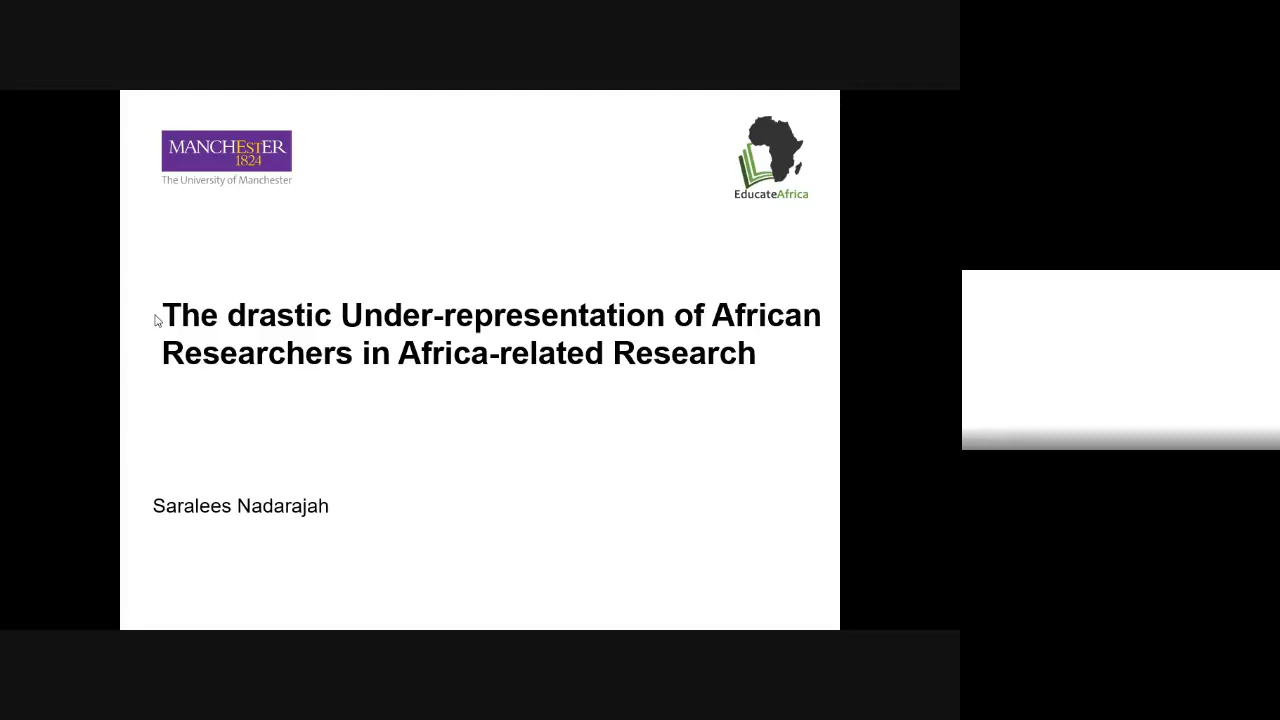 MANCHEsTER
1824
The University of Manchester
EducateAfrica
The drastic Under-representation of African
Researchers in Africa-related Research
Saralees Nadarajah